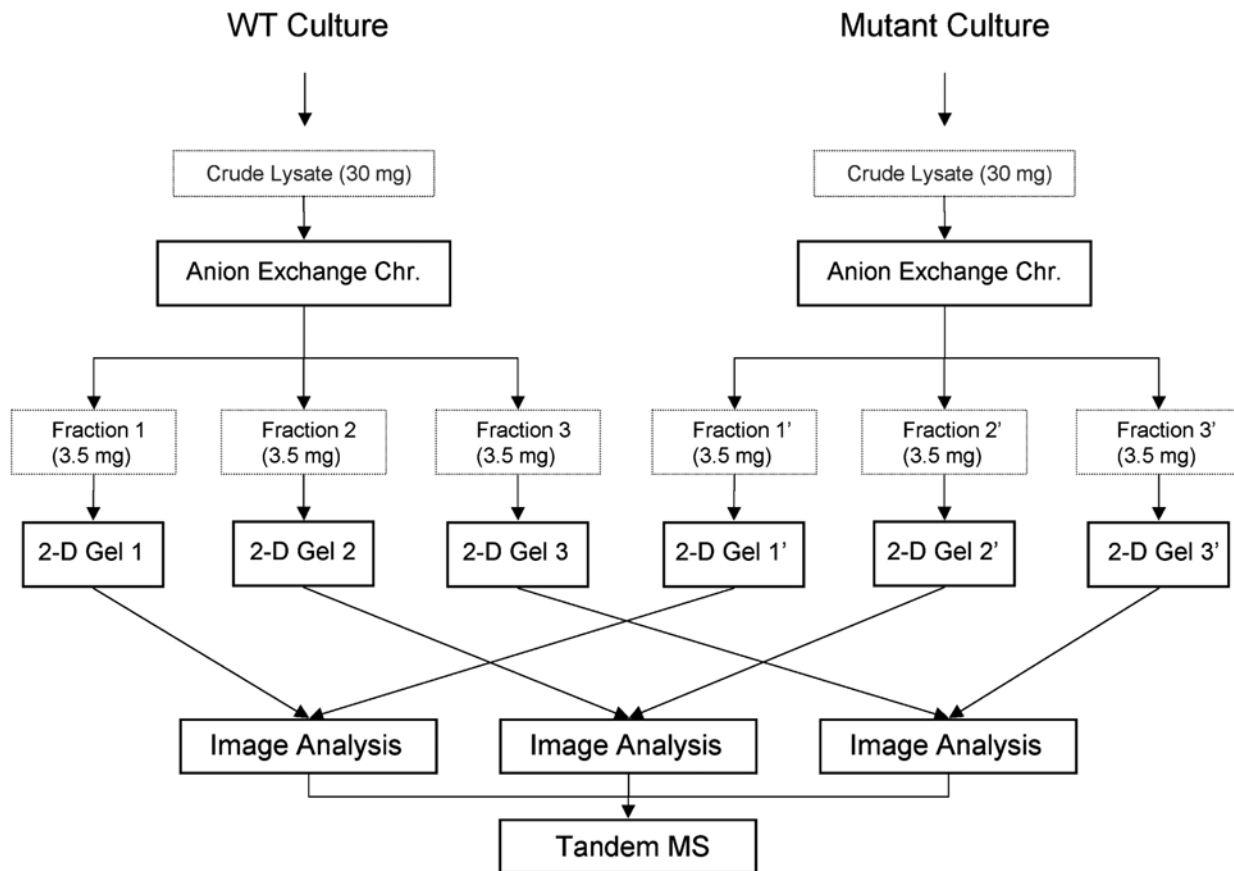 WT Culture
Mutant Culture
Crude Lysate (30 mg)
Crude Lysate (30 mg)
Anion Exchange Chr.
Anion Exchange Chr.
Fraction 1
(3.5 mg)
Fraction 2
(3.5 mg)
Fraction 3
(3.5 mg)
Fraction 1’
(3.5 mg)
Fraction 2’
(3.5 mg)
Fraction 3’
(3.5 mg)
2-D Gel 1
2-D Gel 2
2-D Gel 3
2-D Gel 1’
2-D Gel 2’
2-D Gel 3’
Image Analysis
Image Analysis
Image Analysis
Tandem MS